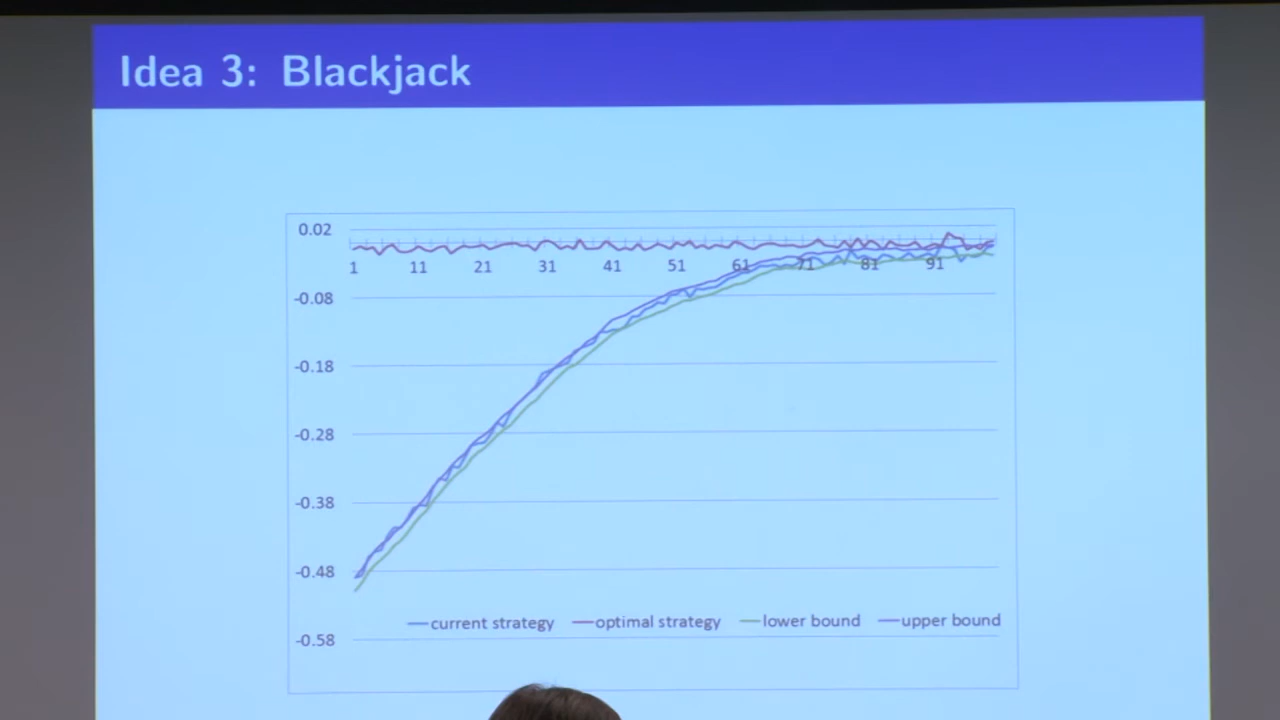 Idea 3: Blackjack
0.02
1 11 21 31 41 51 61 71 81 91
-0.08
-0.18
-0.28
-0.38
-0.48
current strategy optimal strategy lower bound upper bound
-0.58